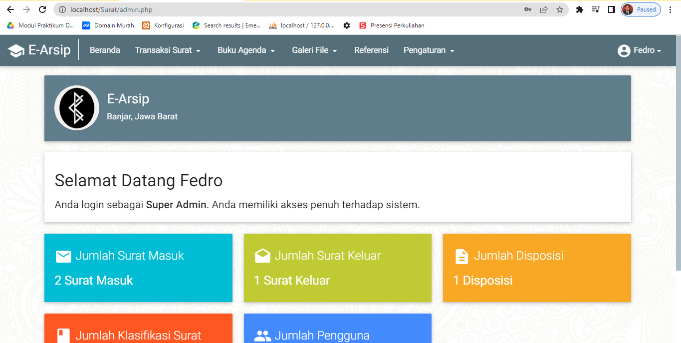 localhost/Surat/admin.php
Paused
Modul Praktikum D...
Domain Murah
Konfigurasi
Search results | Eme...
localhost / 127.0.0...
Presensi Perkuliahan
E-Arsip
Beranda
Transaksi Surat
Buku Agenda
Galeri File
Referensi
Pengaturan
Fedro
E-Arsip
Banjar, Jawa Barat
Selamat Datang Fedro
Anda login sebagai Super Admin. Anda memiliki akses penuh terhadap sistem.
Jumlah Surat Masuk
2 Surat Masuk
Jumlah Surat Keluar
1 Surat Keluar
Jumlah Disposisi
1 Disposisi
Jumlah Klasifikasi Surat
Jumlah Pengguna